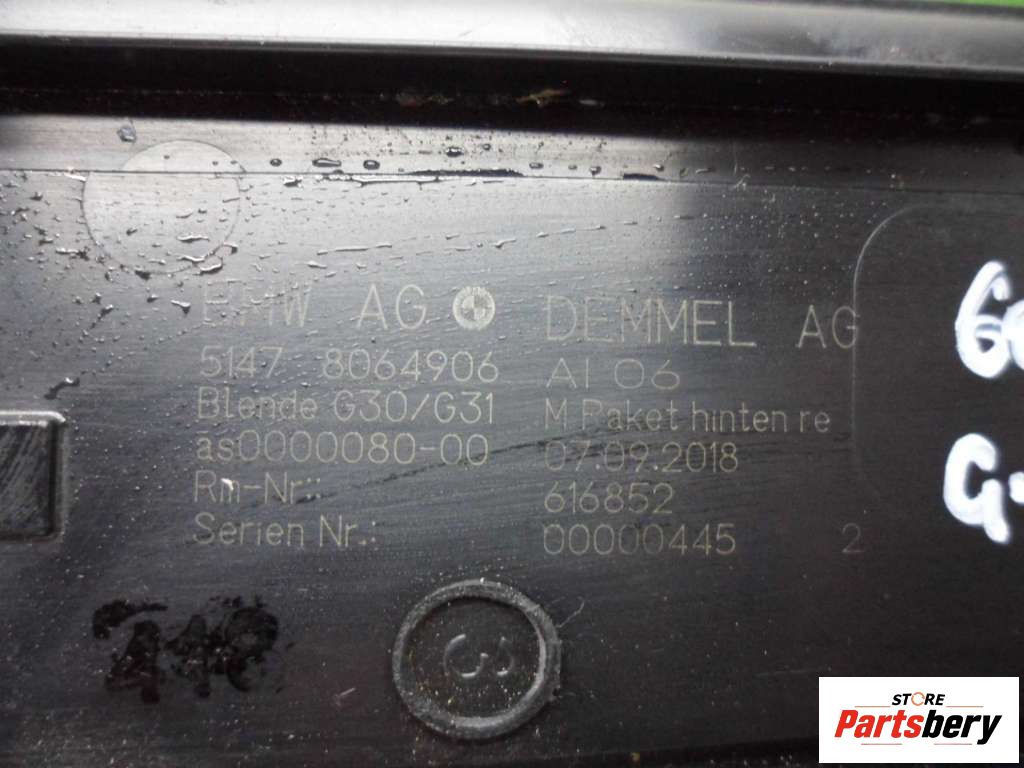 BMW AG DEMMEL AG
5147 8064906 AI 06
Blende G30/G31 M Paket hinten re
as0000080-00 07.09.2018
Rm-Nr.: 616852
Serien Nr.: 00000445 2
3
STORE
Partsbery